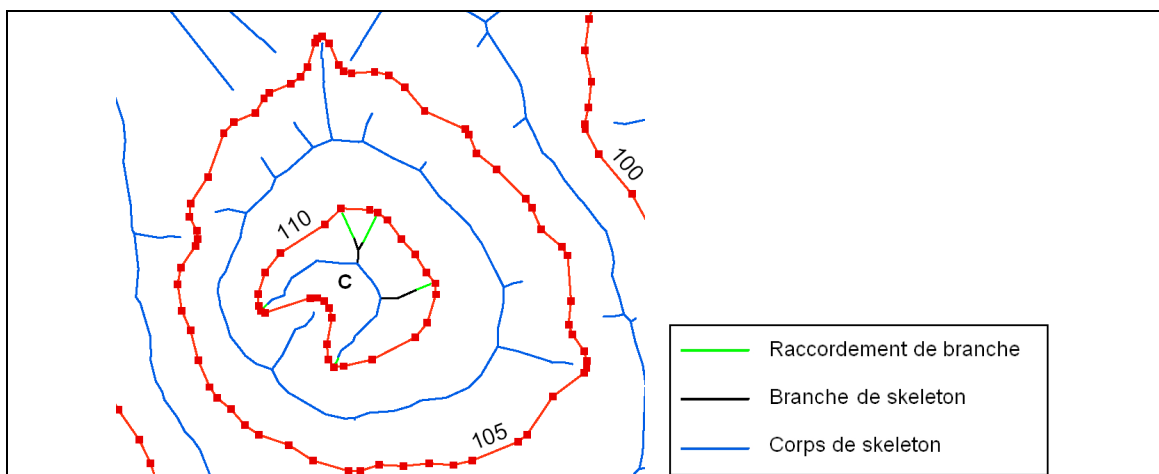 100
110
C
105
Raccordement de branche
Branche de skeleton
Corps de skeleton